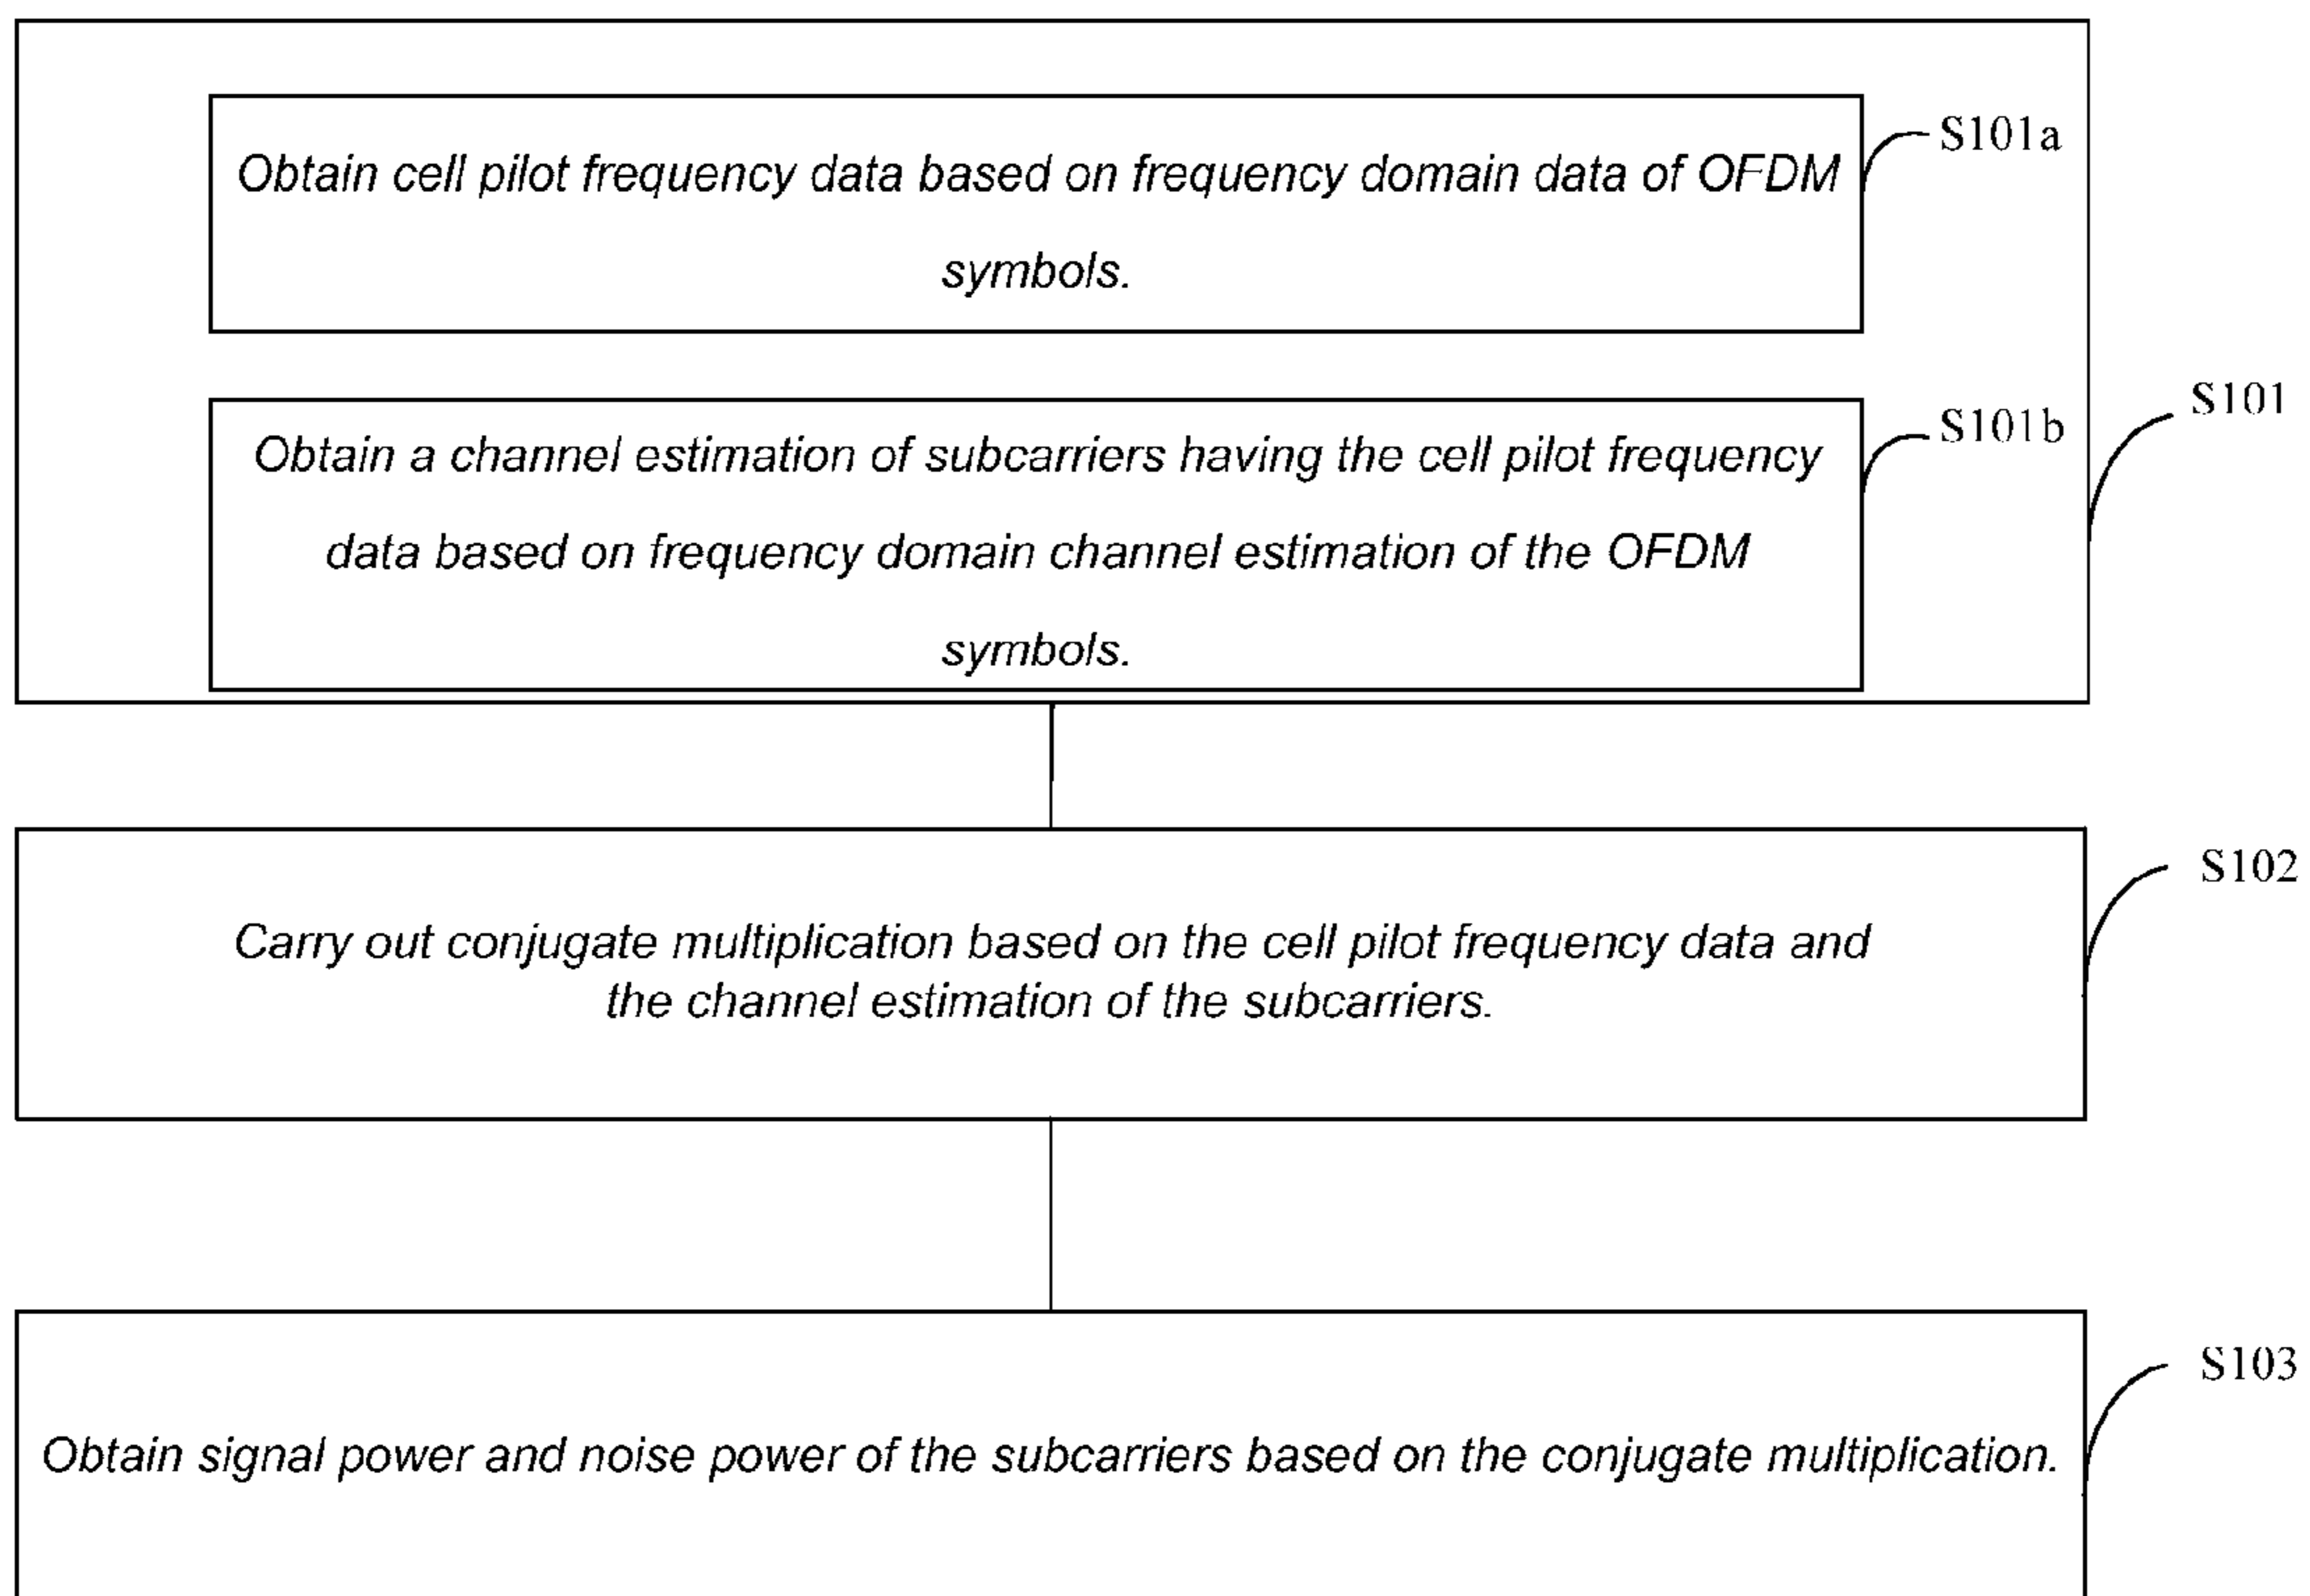 Obtain cell pilot frequency data based on frequency domain data of OFDM
symbols.
S101a
Obtain a channel estimation of subcarriers having the cell pilot frequency
data based on frequency domain channel estimation of the OFDM
symbols.
S101b
S101
Carry out conjugate multiplication based on the cell pilot frequency data and
the channel estimation of the subcarriers.
S102
Obtain signal power and noise power of the subcarriers based on the conjugate multiplication.
S103